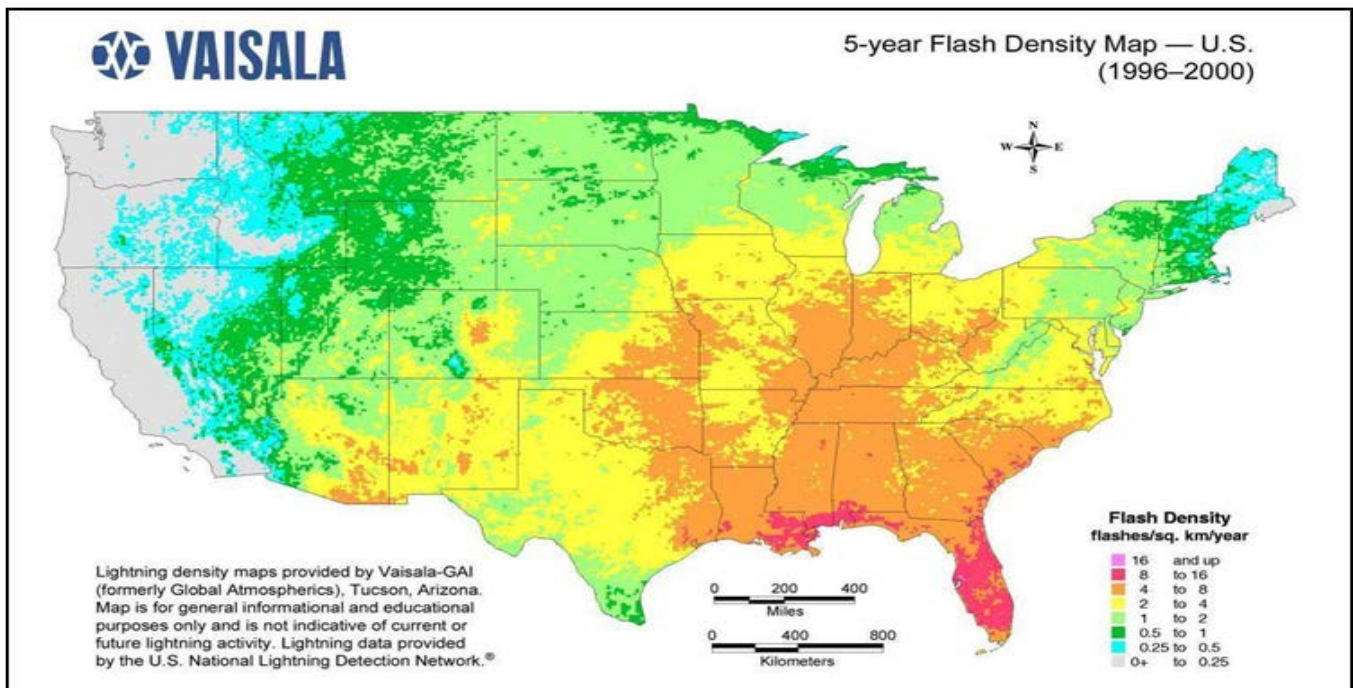 VAISALA
5-year Flash Density Map — U.S.
(1996–2000)
N
W E
S
Lightning density maps provided by Vaisala-GAI
(formerly Global Atmospherics), Tucson, Arizona.
Map is for general informational and educational
purposes only and is not indicative of current or
future lightning activity. Lightning data provided
by the U.S. National Lightning Detection Network.®
0 200 400
Miles
0 400 800
Kilometers
Flash Density
flashes/sq. km/year
16 and up
8 to 16
4 to 8
2 to 4
1 to 2
0.5 to 1
0.25 to 0.5
0+ to 0.25